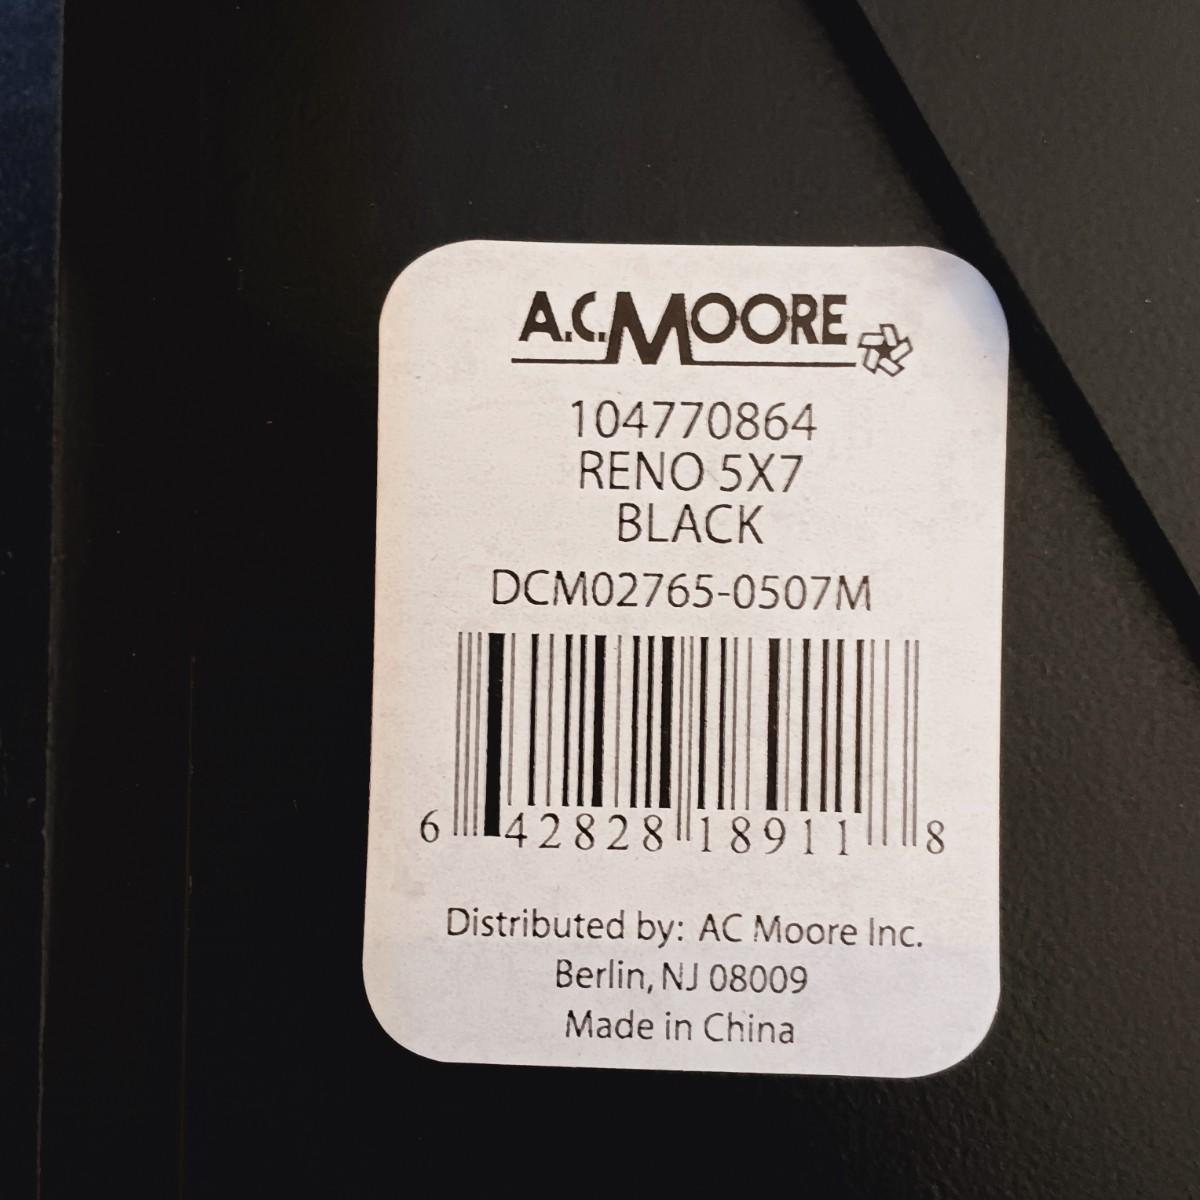 A.C. MOORE
104770864
RENO 5X7
BLACK
DCM02765-0507M
6 42828 18911 8
Distributed by: AC Moore Inc.
Berlin, NJ 08009
Made in China